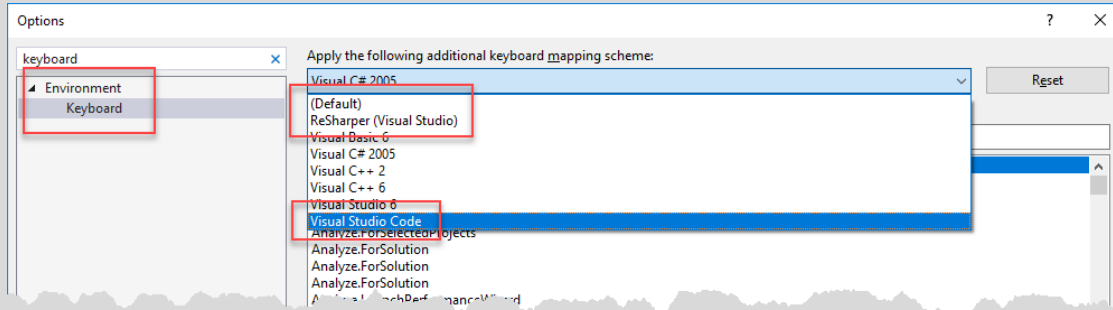 Options
?
keyboard
Environment
Keyboard
Apply the following additional keyboard mapping scheme:
Visual C# 2005
Reset
(Default)
ReSharper (Visual Studio)
Visual Basic 6
Visual C# 2005
Visual C++ 2
Visual C++ 6
Visual Studio 6
Visual Studio Code
Analyze.ForSelectedProjects
Analyze.ForSolution
Analyze.ForSolution
Analyze.ForSolution